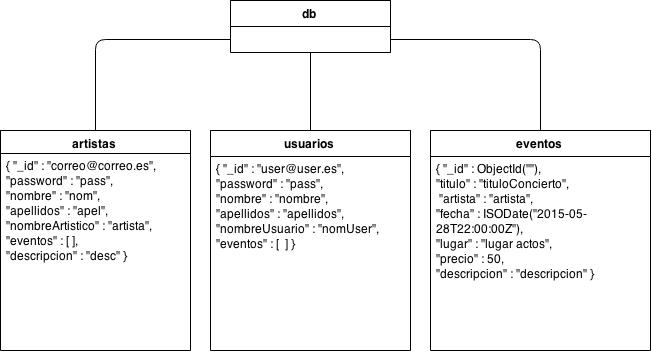 db
artistas
{ "_id" : "correo@correo.es",
"password" : "pass",
"nombre" : "nom",
"apellidos" : "apel",
"nombreArtistico" : "artista",
"eventos" : [ ],
"descripcion" : "desc" }
usuarios
{ "_id" : "user@user.es",
"password" : "pass",
"nombre" : "nombre",
"apellidos" : "apellidos",
"nombreUsuario" : "nomUser",
"eventos" : [  ] }
eventos
{ "_id" : ObjectId(""),
"titulo" : "tituloConcierto",
"artista" : "artista",
"fecha" : ISODate("2015-05-
28T22:00:00Z"),
"lugar" : "lugar actos",
"precio" : 50,
"descripcion" : "descripcion" }